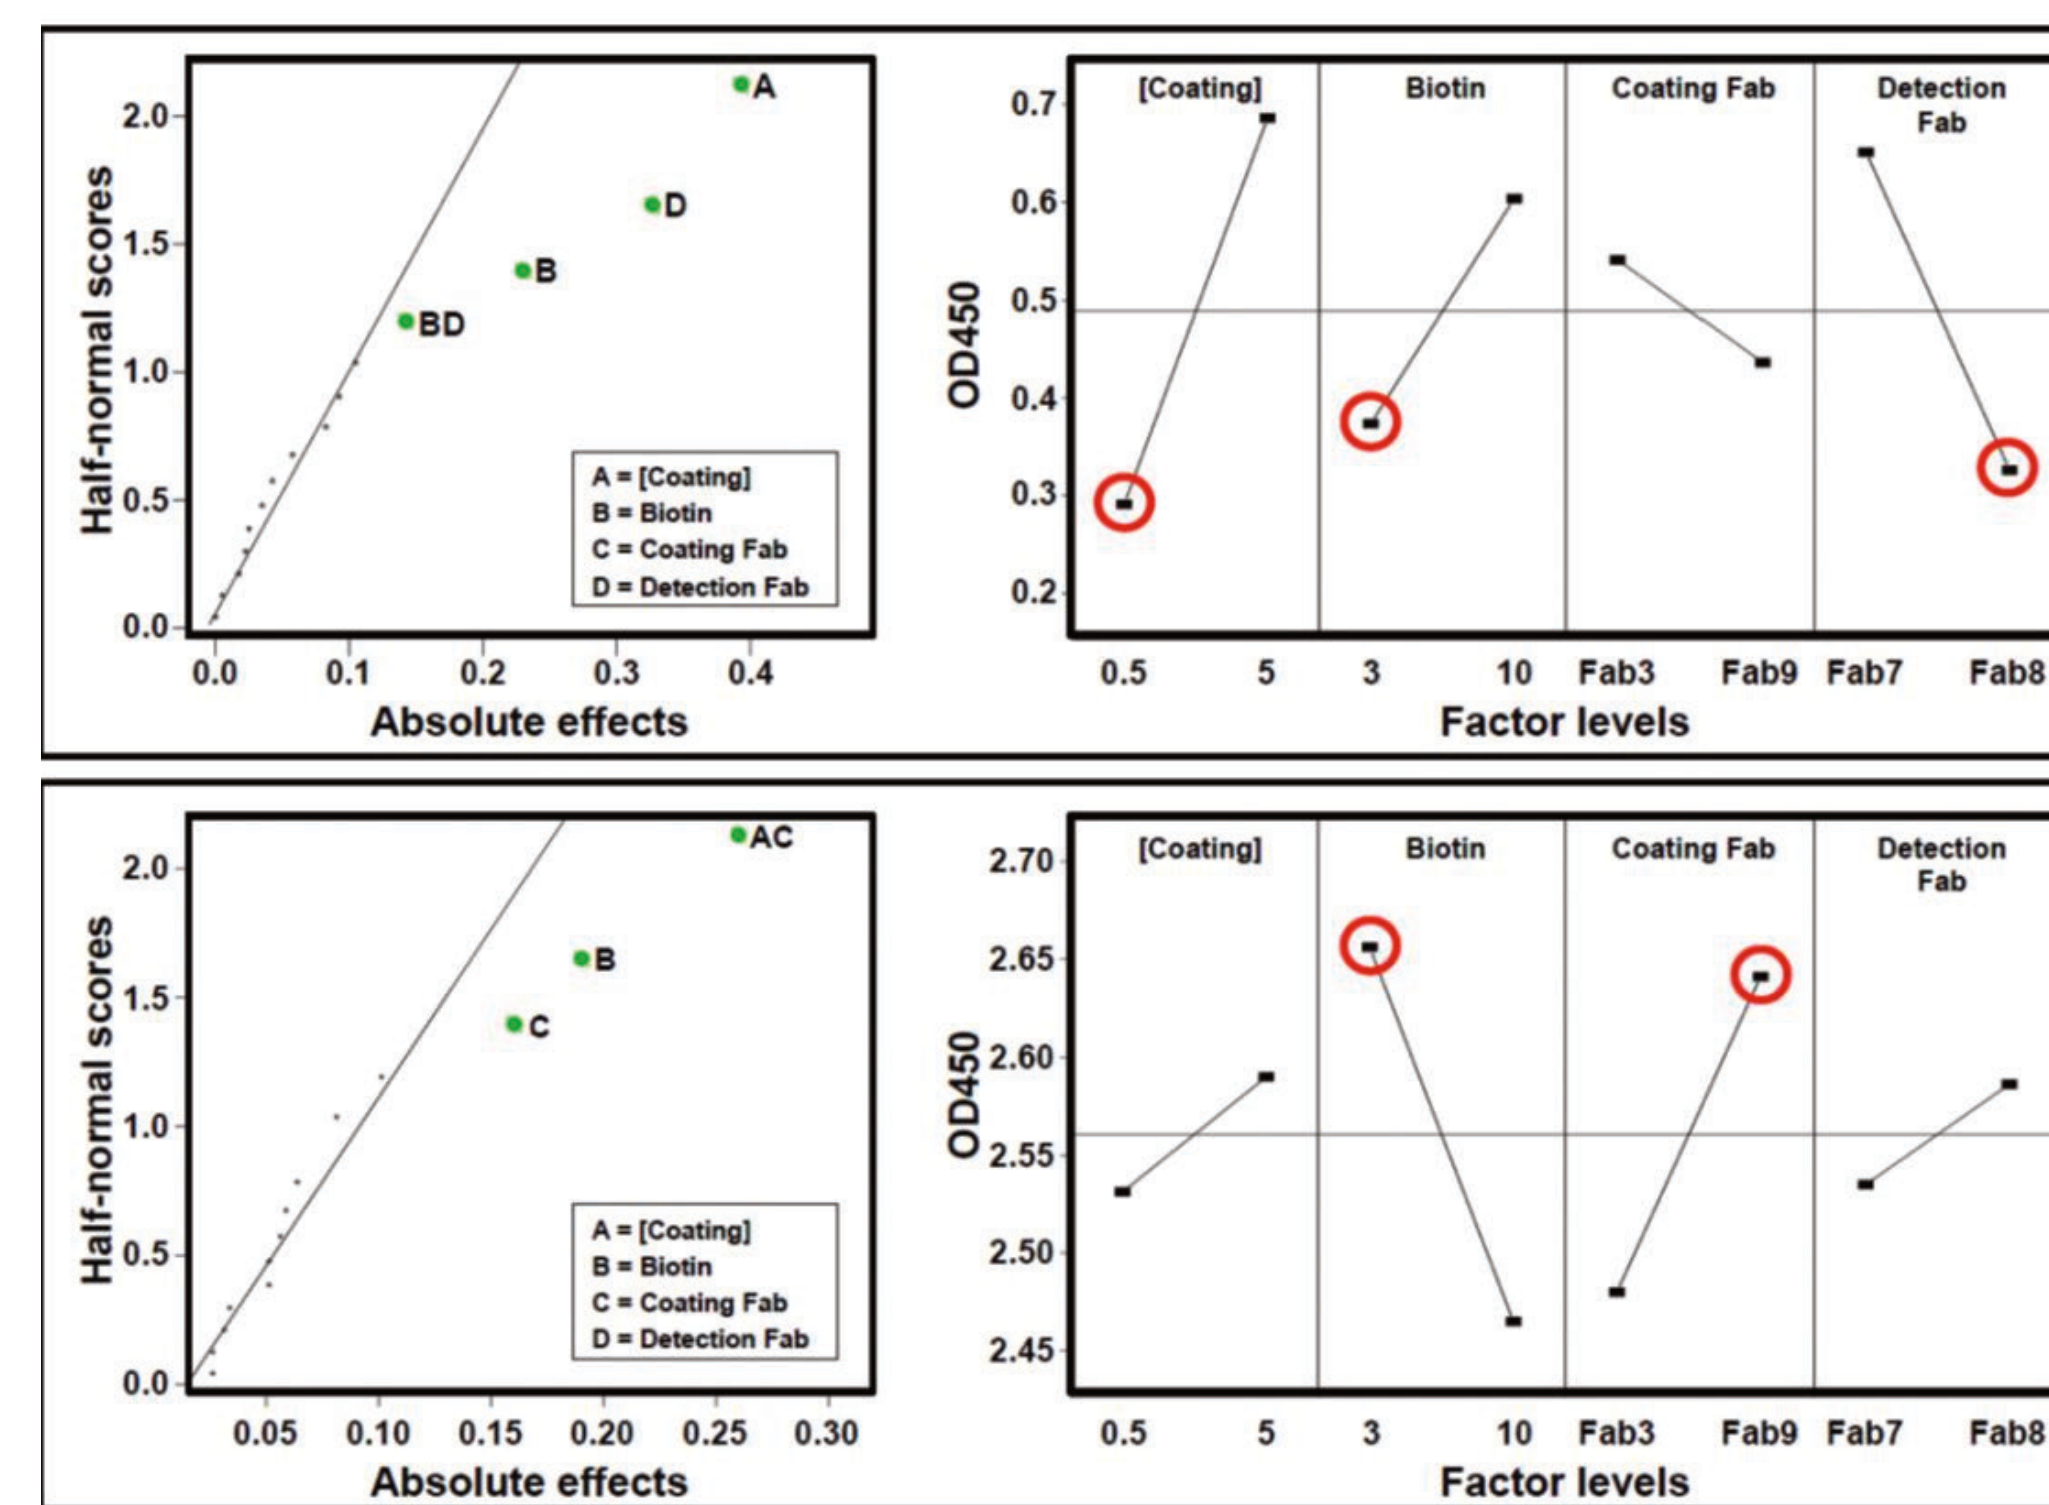 Half-normal scores
2.0
1.5
1.0
0.5
0.0
A
D
B
BD
A = [Coating]
B = Biotin
C = Coating Fab
D = Detection Fab
0.0 0.1 0.2 0.3 0.4
Absolute effects
OD450
0.7
0.6
0.5
0.4
0.3
0.2
[Coating] Biotin Coating Fab Detection
Fab
0.5 5 3 10 Fab3 Fab9 Fab7 Fab8
Factor levels
Half-normal scores
2.0
1.5
1.0
0.5
0.0
AC
B
C
A = [Coating]
B = Biotin
C = Coating Fab
D = Detection Fab
0.05 0.10 0.15 0.20 0.25 0.30
Absolute effects
OD450
2.70
2.65
2.60
2.55
2.50
2.45
[Coating] Biotin Coating Fab Detection
Fab
0.5 5 3 10 Fab3 Fab9 Fab7 Fab8
Factor levels